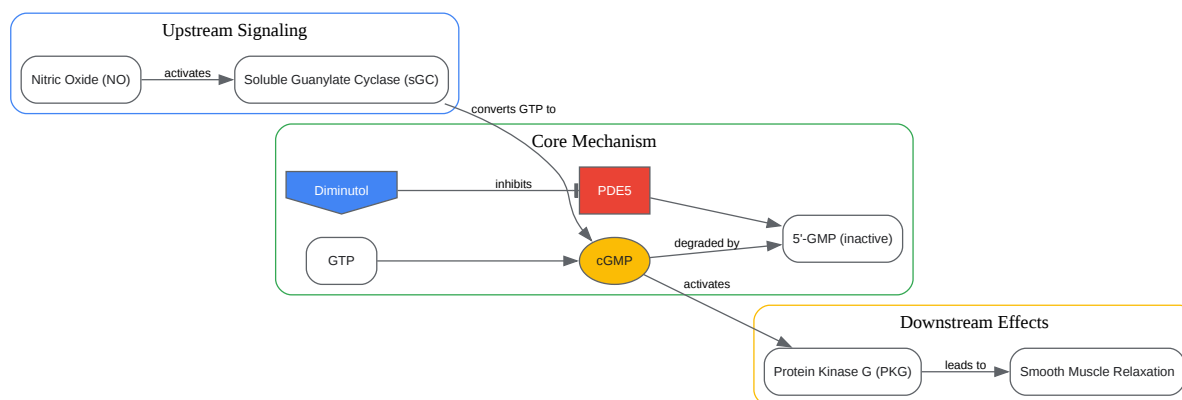 Upstream Signaling
Nitric Oxide (NO)
activates
Soluble Guanylate Cyclase (sGC)
converts GTP to
Core Mechanism
Diminutol
inhibits
PDE5
GTP
cGMP
degraded by
5'-GMP (inactive)
activates
Downstream Effects
Protein Kinase G (PKG)
leads to
Smooth Muscle Relaxation